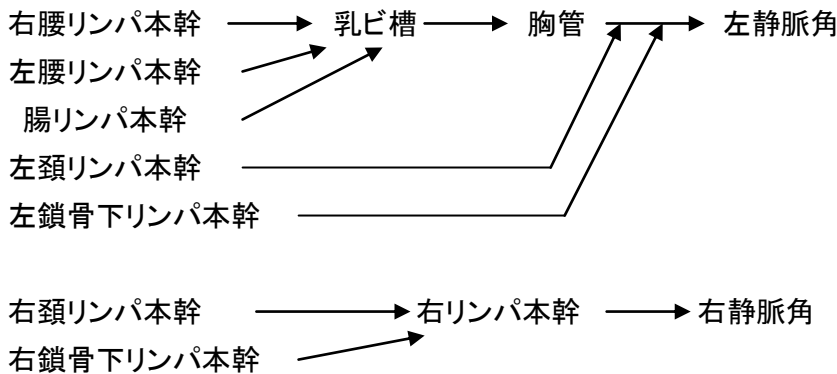 右腰リンパ本幹 乳ビ槽 胸管 左静脈角
左腰リンパ本幹
腸リンパ本幹
左頚リンパ本幹
左鎖骨下リンパ本幹
右頚リンパ本幹 右リンパ本幹 右静脈角
右鎖骨下リンパ本幹